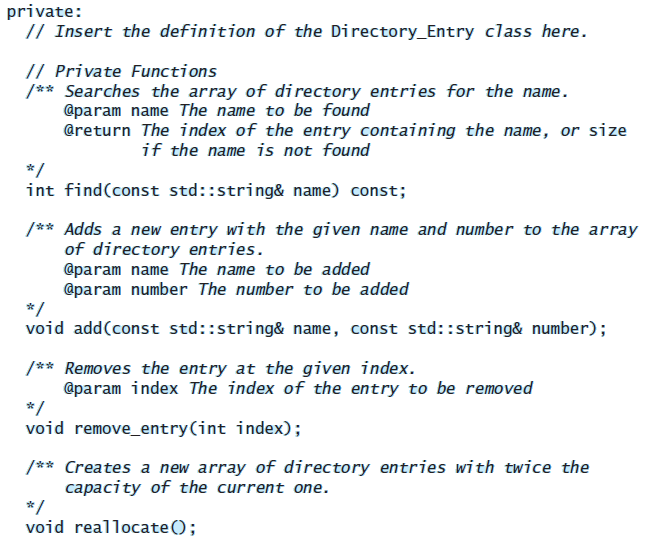 private:
// Insert the definition of the Directory_Entry class here.
// Private Functions
/** Searches the array of directory entries for the name.
@param name The name to be found
@return The index of the entry containing the name, or size
if the name is not found
*/
int find(const std::string& name) const;
/** Adds a new entry with the given name and number to the array
of directory entries.
@param name The name to be added
@param number The number to be added
*/
void add(const std::string& name, const std::string& number);
/** Removes the entry at the given index.
@param index The index of the entry to be removed
*/
void remove_entry(int index);
/** Creates a new array of directory entries with twice the
capacity of the current one.
*/
void reallocate();